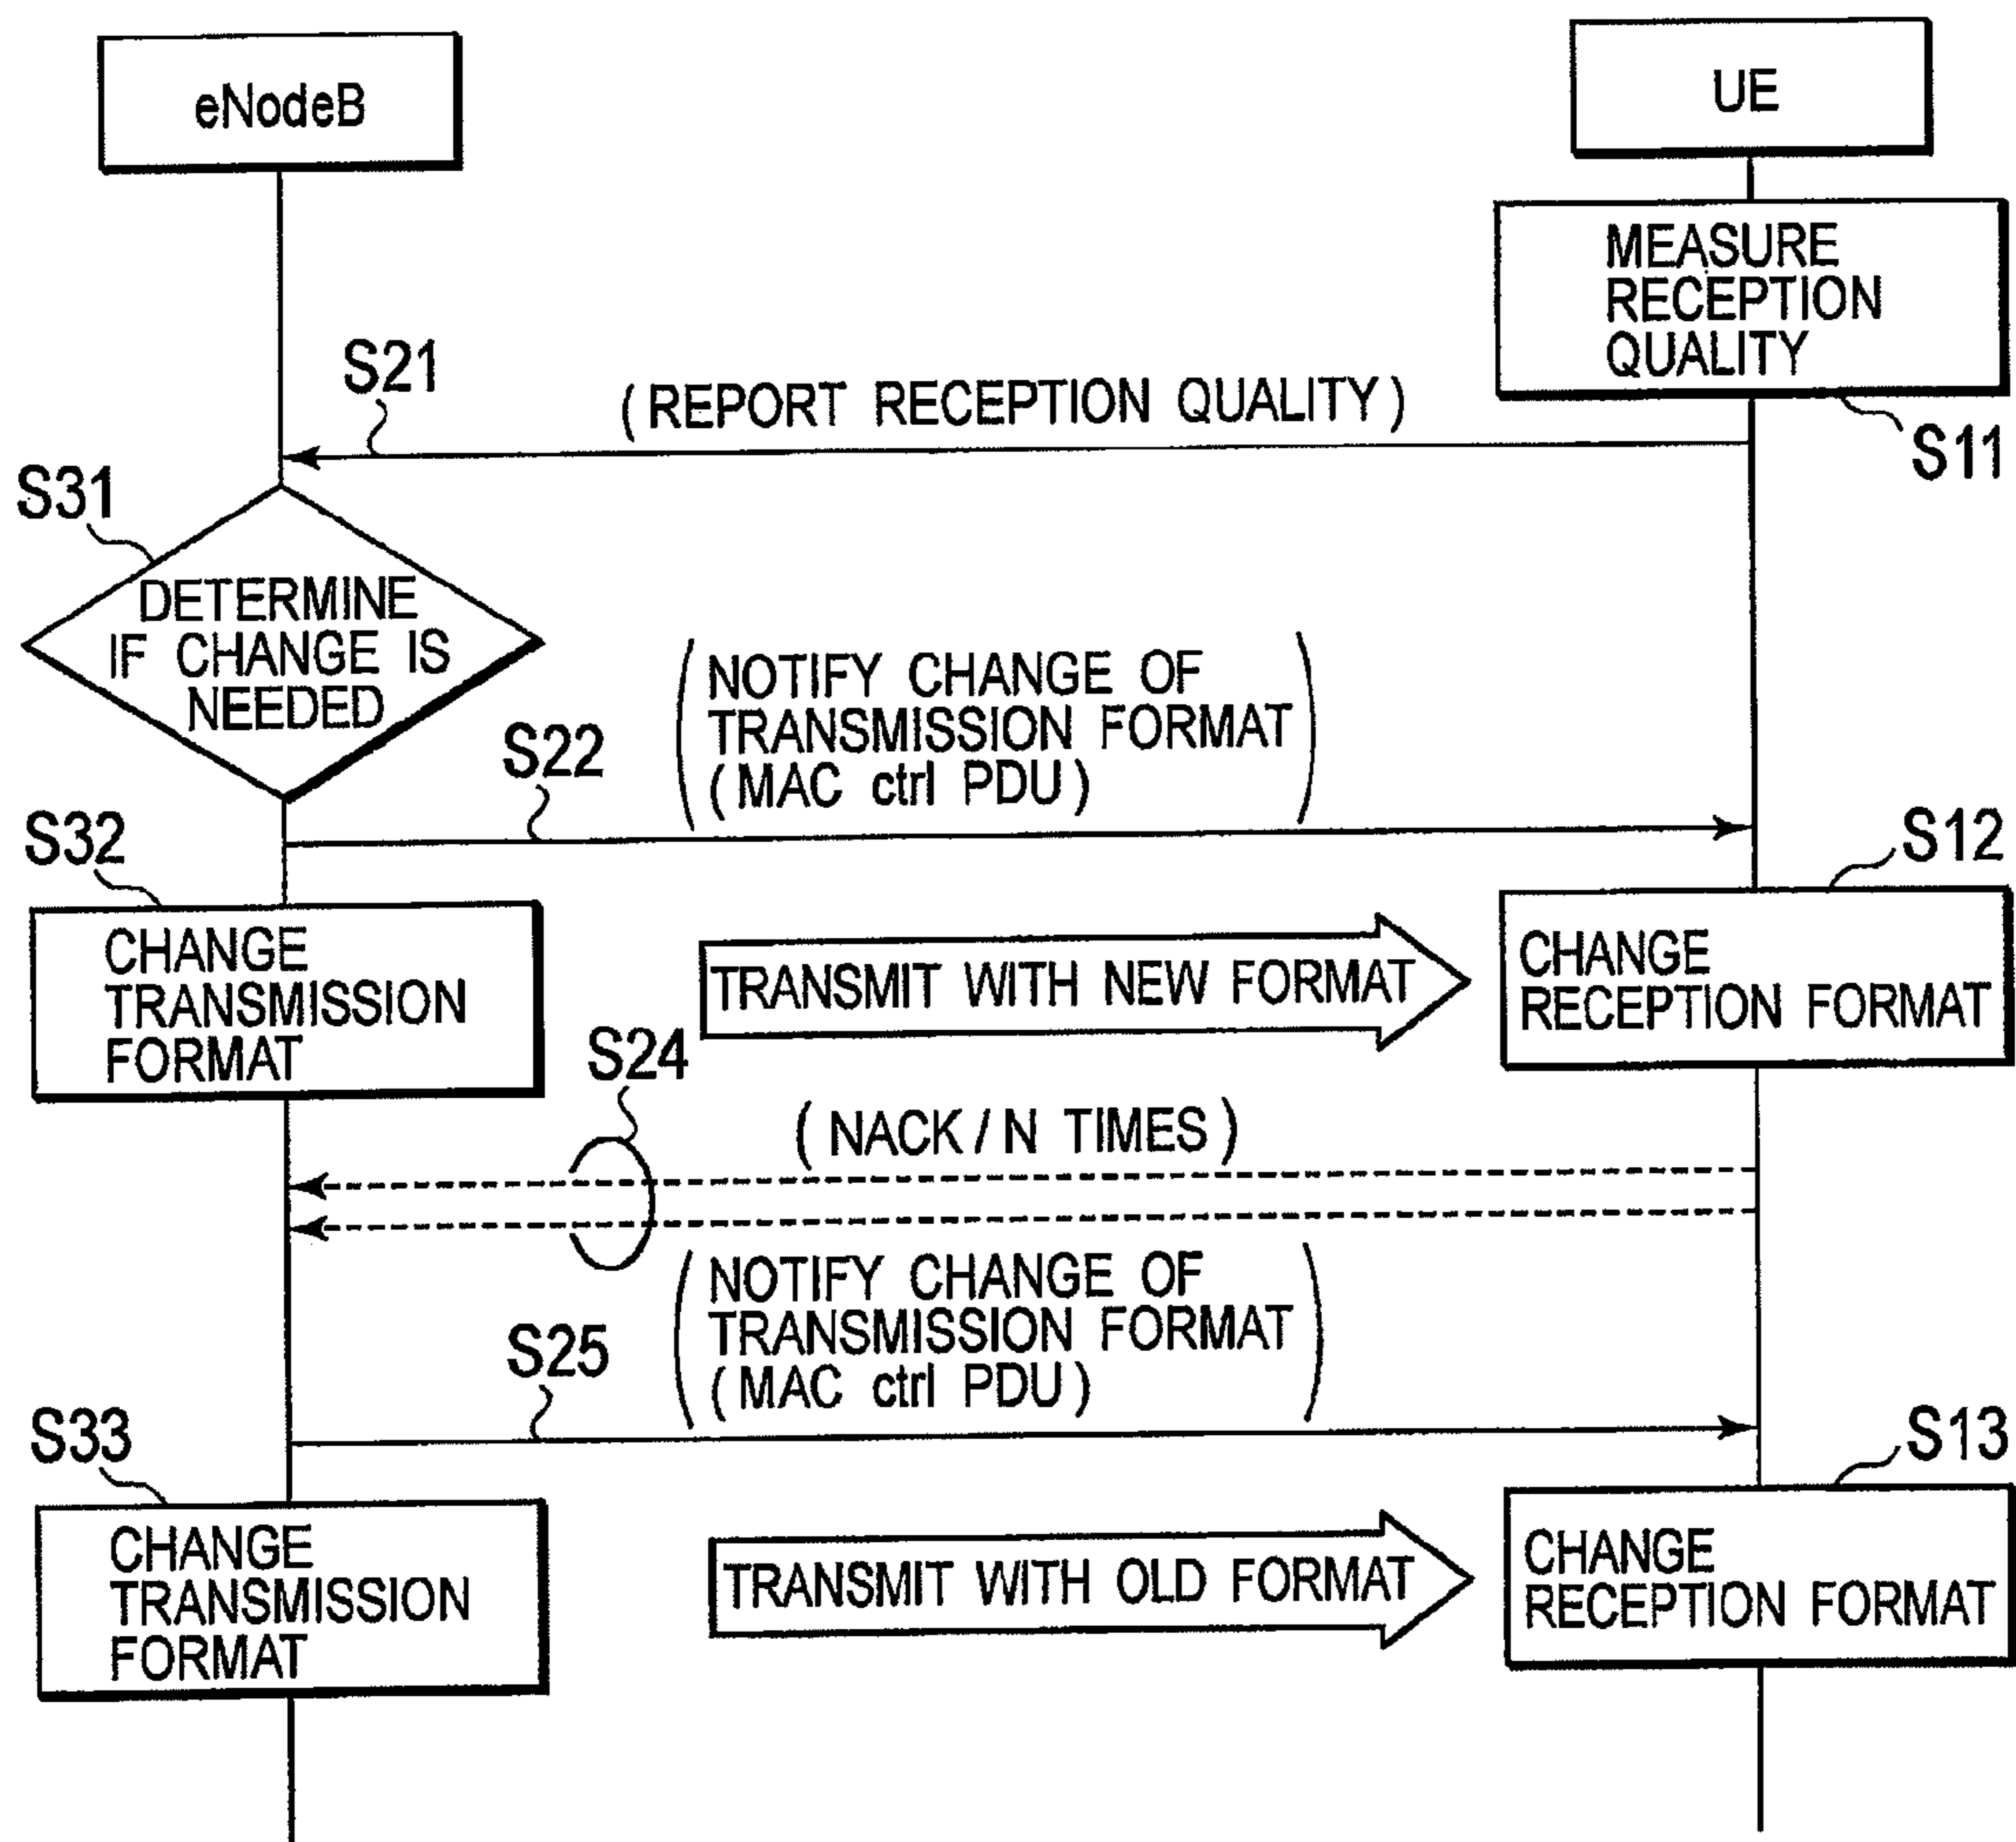 eNodeB
UE
MEASURE
RECEPTION
QUALITY
S11
S21
( REPORT RECEPTION QUALITY )
S31
DETERMINE
IF CHANGE IS
NEEDED
S22
NOTIFY CHANGE OF
TRANSMISSION FORMAT
( MAC ctrl PDU )
S32
CHANGE
TRANSMISSION
FORMAT
TRANSMIT WITH NEW FORMAT
S12
CHANGE
RECEPTION FORMAT
S24
( NACK / N TIMES )
S25
NOTIFY CHANGE OF
TRANSMISSION FORMAT
( MAC ctrl PDU )
S33
CHANGE
TRANSMISSION
FORMAT
TRANSMIT WITH OLD FORMAT
S13
CHANGE
RECEPTION FORMAT